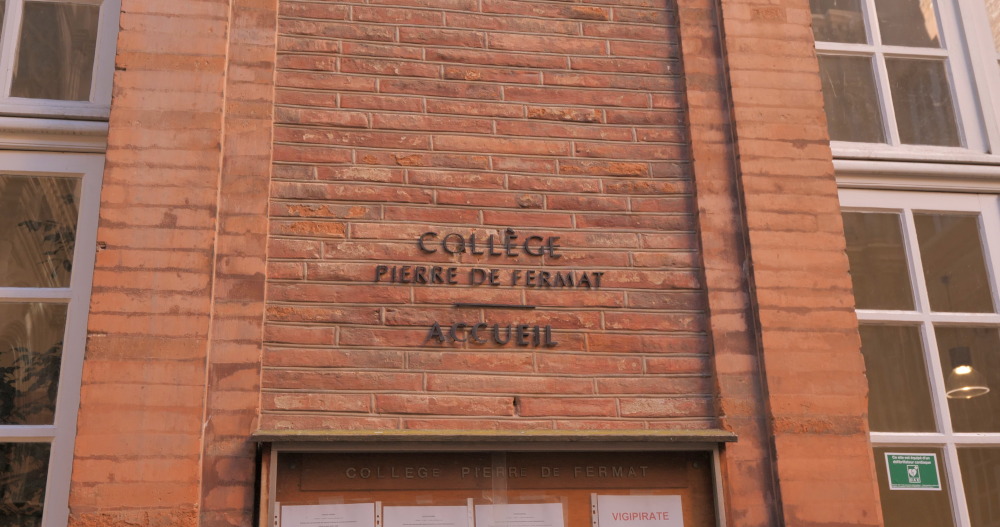 COLLÈGE
PIERRE DE FERMAT
ACCUEIL
COLLEGE PIERRE DE FERMAT
VIGIPIRATE